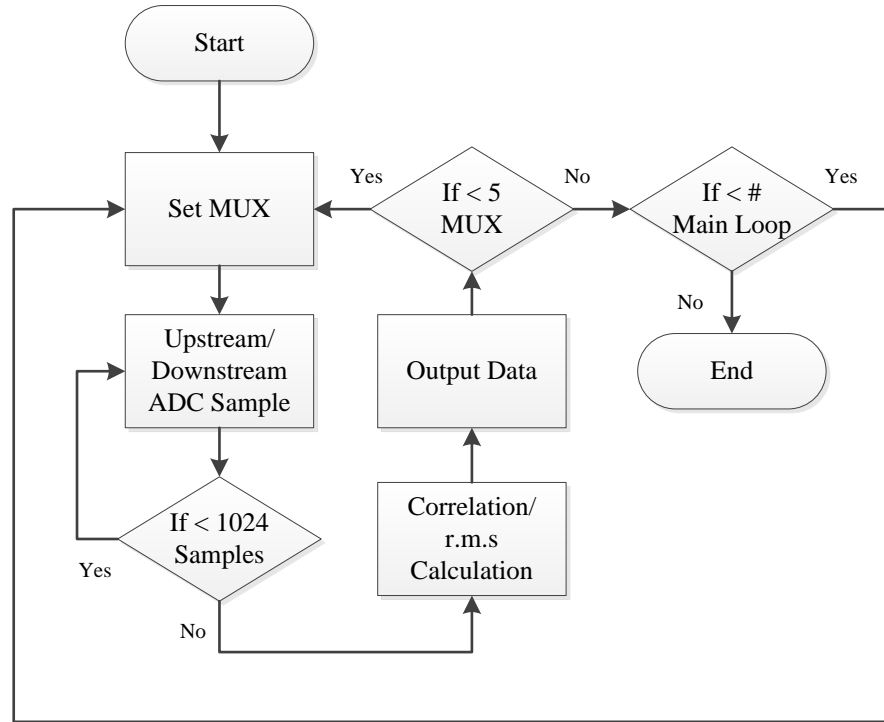 Start
Set MUX
Upstream/
Downstream
ADC Sample
If < 1024
Samples
Yes
No
Correlation/
r.m.s
Calculation
Output Data
If < 5
MUX
Yes
No
If < #
Main Loop
Yes
No
End